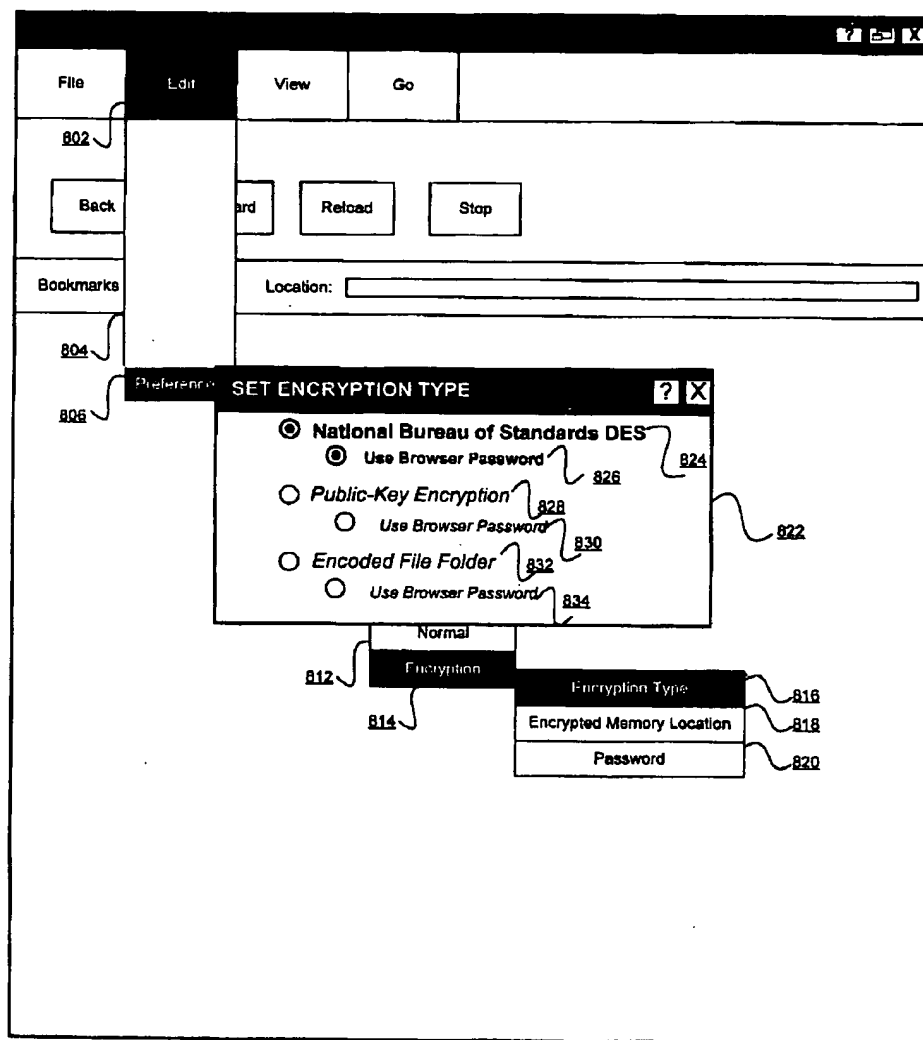 ? X
File Edit View Go
802
Back ard Reload Stop
Bookmarks Location:
804
806 Preference
SET ENCRYPTION TYPE ? X
National Bureau of Standards DES 824
Use Browser Password 826
Public-Key Encryption 828
Use Browser Password 830
822
Encoded File Folder 832
Use Browser Password 834
Normal
812 Encryption
814
Encryption Type 816
Encrypted Memory Location 818
Password 820